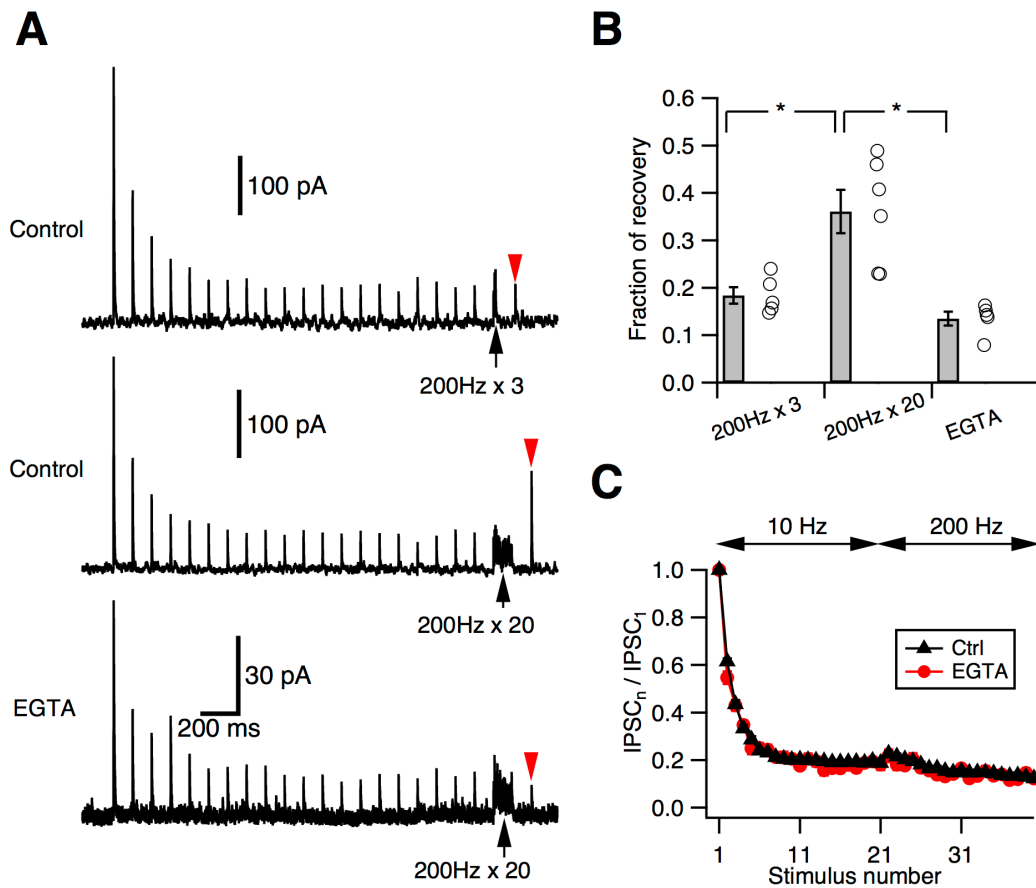 A
Control
100 pA
200Hz x 3
Control
100 pA
200Hz x 20
EGTA
30 pA
200 ms
200Hz x 20
B
Fraction of recovery
0.6
0.5
0.4
0.3
0.2
0.1
0.0
*
*
200Hz x 3
200Hz x 20
EGTA
C
10 Hz
200 Hz
IPSCn / IPSC1
1.0
0.8
0.6
0.4
0.2
0.0
Ctrl
EGTA
1
11
21
31
Stimulus number